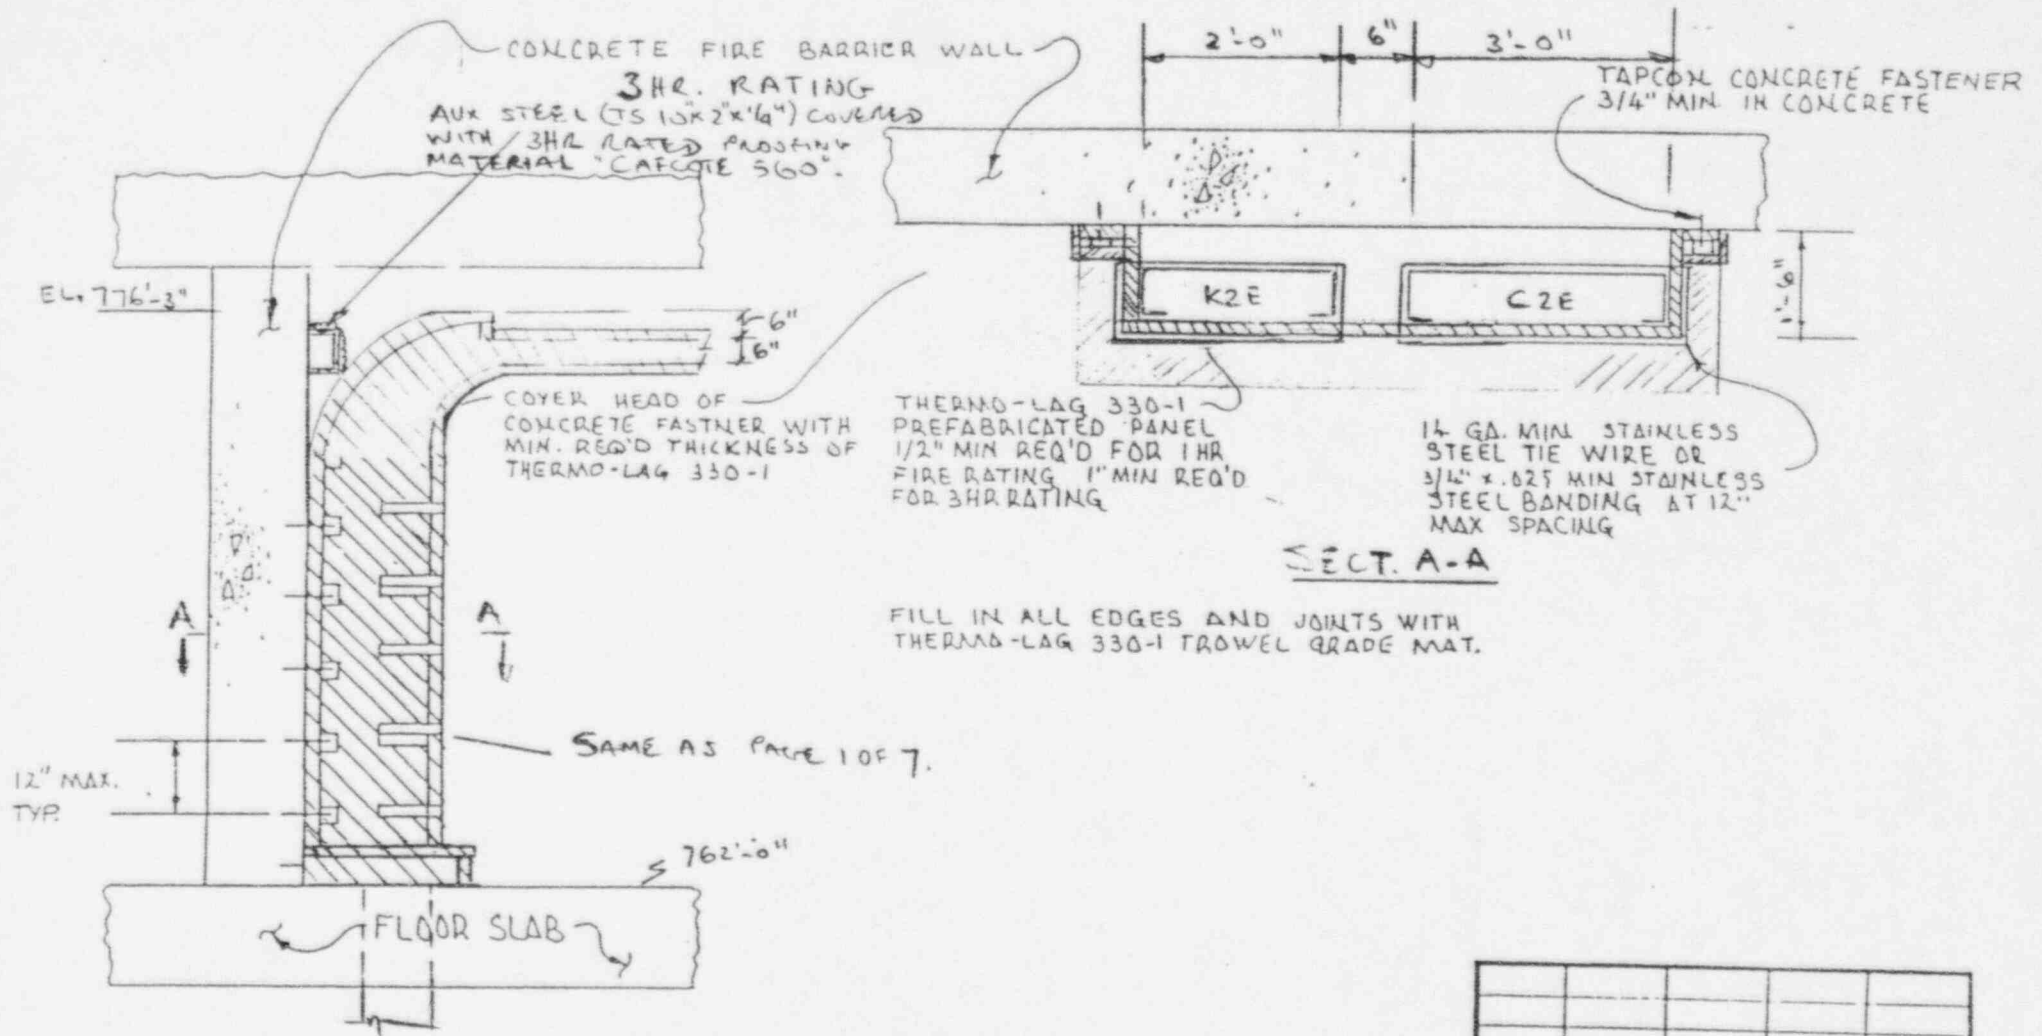 CONCRETE FIRE BARRIER WALL
3 HR. RATING
AUX STEEL (TS 10"x2"x1/4") COVERED
WITH 3HR RATED PROOFING
MATERIAL "CAFCOTE 560".
2'-0"
6"
3'-0"
TAPCON CONCRETE FASTENER
3/4" MIN. IN CONCRETE
EL. 776'-3"
6"
6"
K2E
C2E
1'-6"
COVER HEAD OF
CONCRETE FASTNER WITH
MIN. REQ'D THICKNESS OF
THERMO-LAG 330-1
THERMO-LAG 330-1
PREFABRICATED PANEL
1/2" MIN REQ'D FOR 1HR
FIRE RATING 1" MIN REQ'D
FOR 3HR RATING
14 GA. MIN STAINLESS
STEEL TIE WIRE OR
3/4" x .025 MIN STAINLESS
STEEL BANDING AT 12"
MAX SPACING
SECT. A-A
FILL IN ALL EDGES AND JOINTS WITH
THERMO-LAG 330-1 TROWEL GRADE MAT.
A
A
SAME AS PAGE 1 OF 7.
12" MAX.
TYP.
762'-0"
FLOOR SLAB